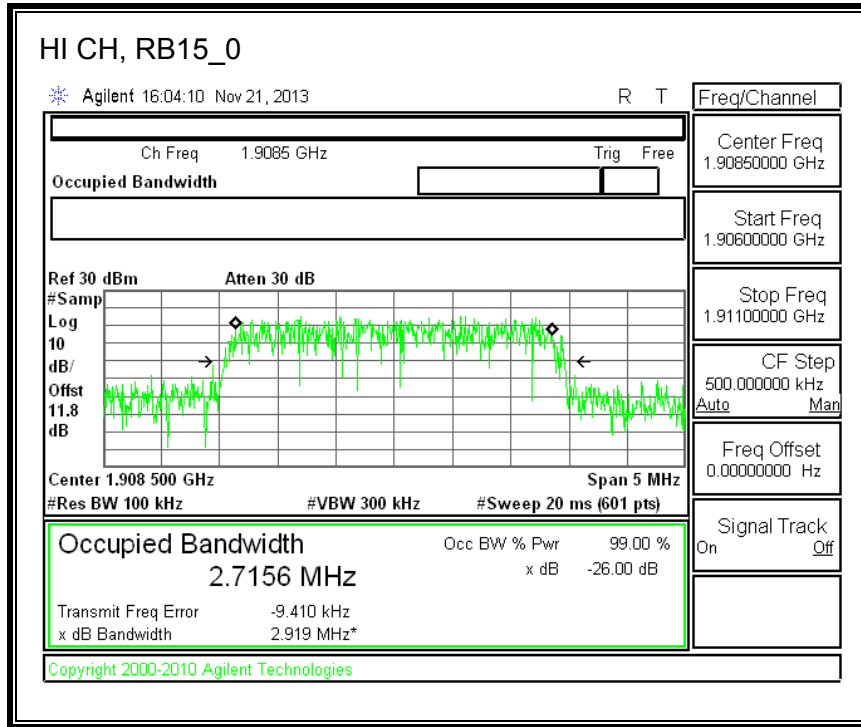 HI CH, RB15_0
Agilent 16:04:10 Nov 21, 2013 R T
Ch Freq 1.9085 GHz Trig Free
Occupied Bandwidth
Ref 30 dBm Atten 30 dB
#Samp
Log
10
dB/
Offst
11.8
dB
Center 1.908 500 GHz Span 5 MHz
#Res BW 100 kHz #VBW 300 kHz #Sweep 20 ms (601 pts)
Occupied Bandwidth Occ BW % Pwr 99.00 %
2.7156 MHz x dB -26.00 dB
Transmit Freq Error -9.410 kHz
x dB Bandwidth 2.919 MHz*
Copyright 2000-2010 Agilent Technologies
Freq/Channel
Center Freq
1.90850000 GHz
Start Freq
1.90600000 GHz
Stop Freq
1.91100000 GHz
CF Step
500.000000 kHz
Auto Man
Freq Offset
0.00000000 Hz
Signal Track
On Off